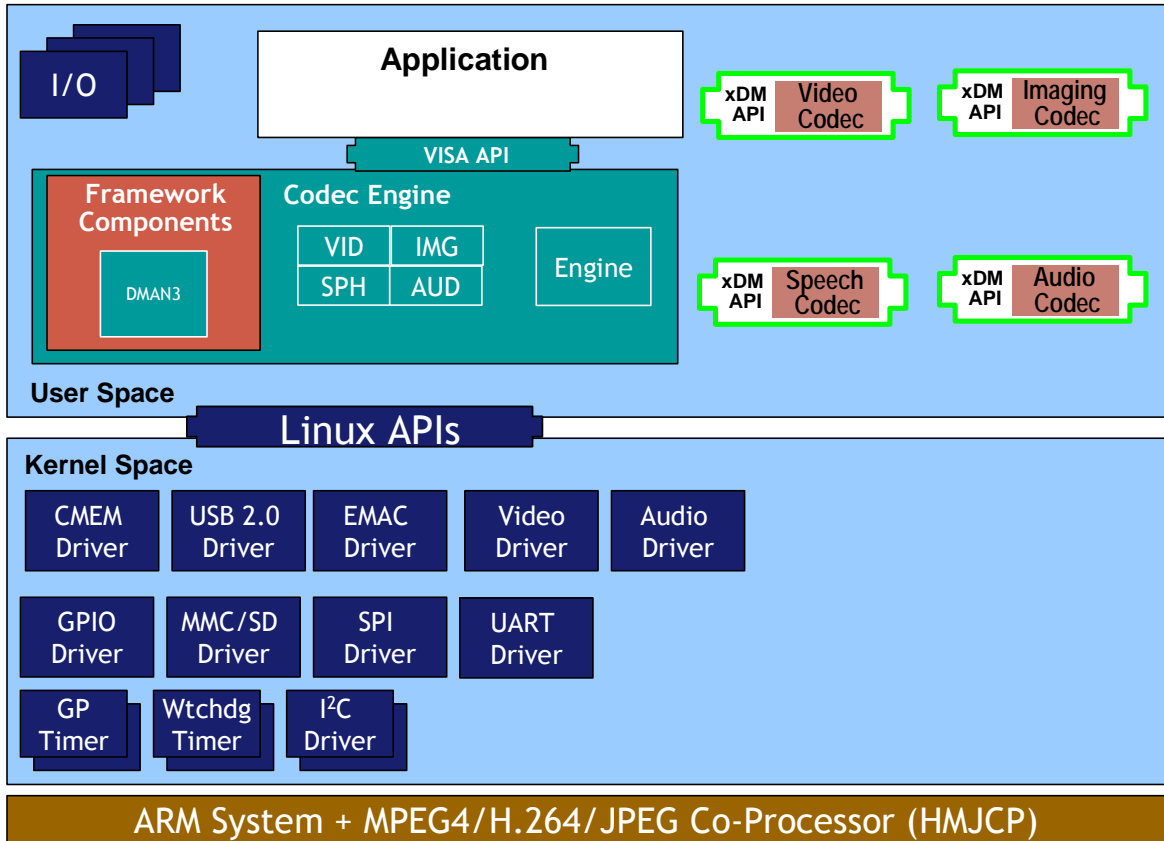 I/O
Application
VISA API
Framework
Components
DMAN3
Codec Engine
VID
IMG
SPH
AUD
Engine
xDM
API
Video
Codec
xDM
API
Imaging
Codec
xDM
API
Speech
Codec
xDM
API
Audio
Codec
User Space
Linux APIs
Kernel Space
CMEM
Driver
USB 2.0
Driver
EMAC
Driver
Video
Driver
Audio
Driver
GPIO
Driver
MMC/SD
Driver
SPI
Driver
UART
Driver
GP
Timer
Wtchdg
Timer
I²C
Driver
ARM System + MPEG4/H.264/JPEG Co-Processor (HMJCP)